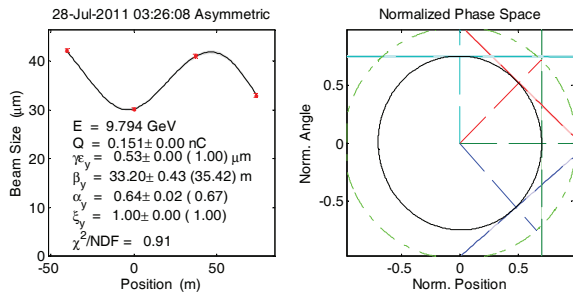 28-Jul-2011 03:26:08 Asymmetric
40
30
20
10
0
Beam Size (μm)
E = 9.794 GeV
Q = 0.151± 0.00 nC
γε_y = 0.53± 0.00 ( 1.00) μm
β_y = 33.20± 0.43 (35.42) m
α_y = 0.64± 0.02 ( 0.67)
ξ_y = 1.00± 0.00 ( 1.00)
χ²/NDF = 0.91
-50 0 50
Position (m)
Normalized Phase Space
0.5
0
-0.5
Norm. Angle
-0.5 0 0.5
Norm. Position